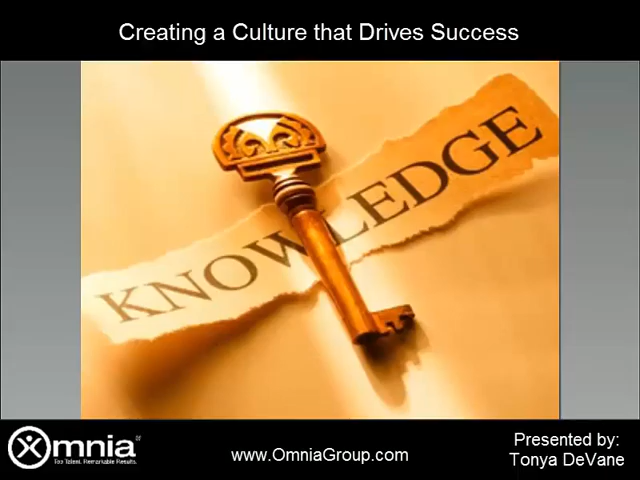 Creating a Culture that Drives Success
KNOWLEDGE
Omnia
Top Talent. Remarkable Results.
www.OmniaGroup.com
Presented by:
Tonya DeVane